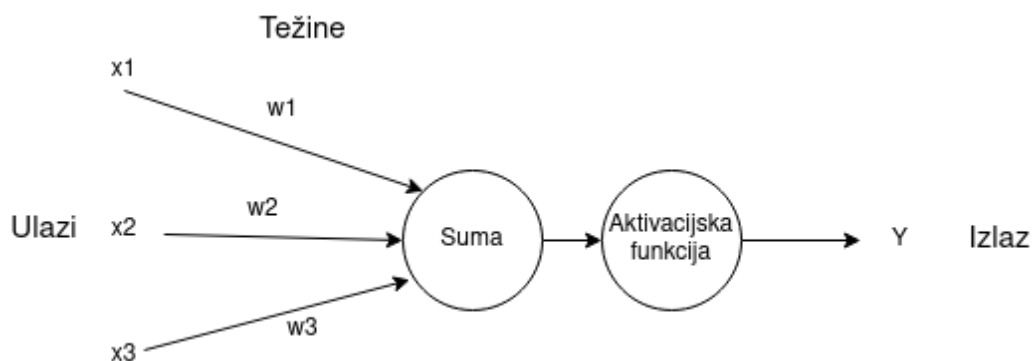 Težine
x1
w1
Ulazi
x2
w2
Suma
Aktivacijska
funkcija
Y
Izlaz
w3
x3